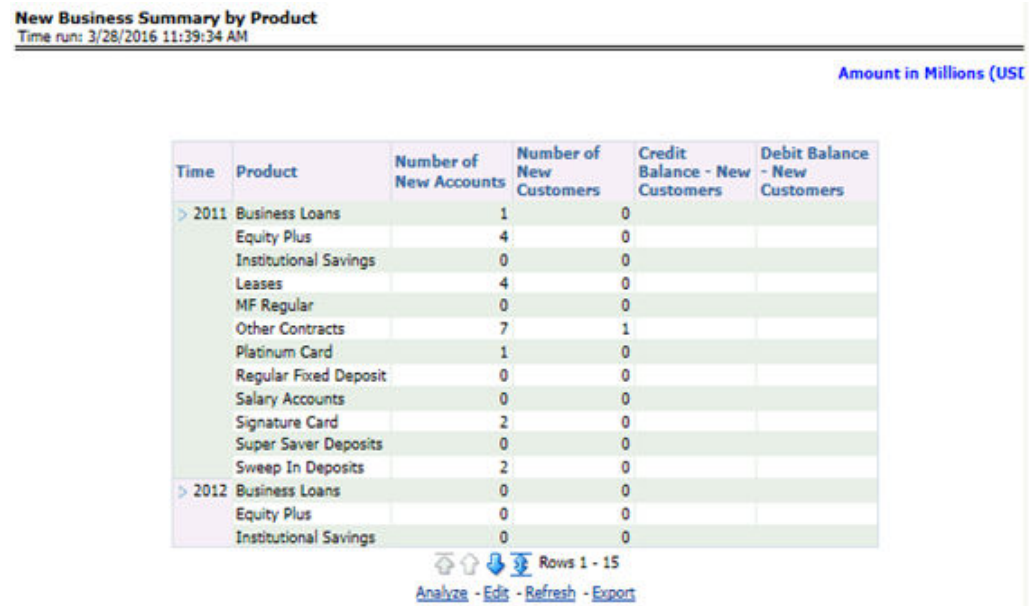 New Business Summary by Product
Time run: 3/28/2016 11:39:34 AM
Amount in Millions (USD
Time Product Number of New Accounts Number of New Customers Credit Balance - New Customers Debit Balance - New Customers
2011 Business Loans 1 0
Equity Plus 4 0
Institutional Savings 0 0
Leases 4 0
MF Regular 0 0
Other Contracts 7 1
Platinum Card 1 0
Regular Fixed Deposit 0 0
Salary Accounts 0 0
Signature Card 2 0
Super Saver Deposits 0 0
Sweep In Deposits 2 0
2012 Business Loans 0 0
Equity Plus 0 0
Institutional Savings 0 0
Rows 1 - 15
Analyze - Edit - Refresh - Export